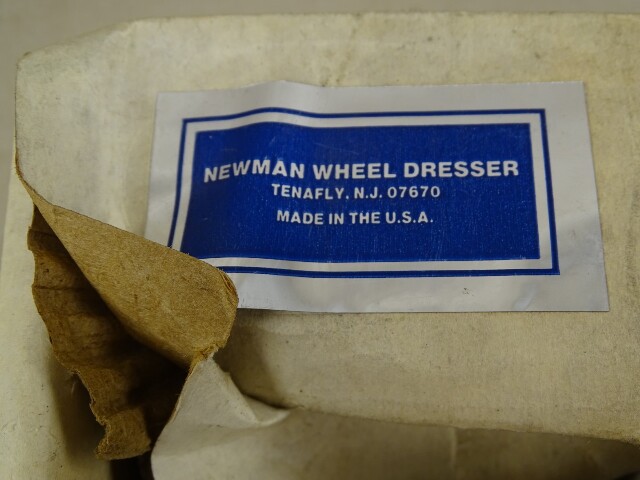 NEWMAN WHEEL DRESSER
TENAFLY, N.J. 07670
MADE IN THE U.S.A.